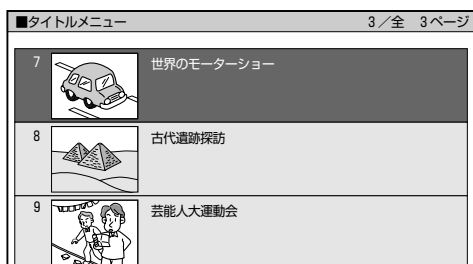 ■タイトルメニュー 3／全 3ページ
7 世界のモーターショー
8 古代遺跡探訪
9 芸能人大運動会